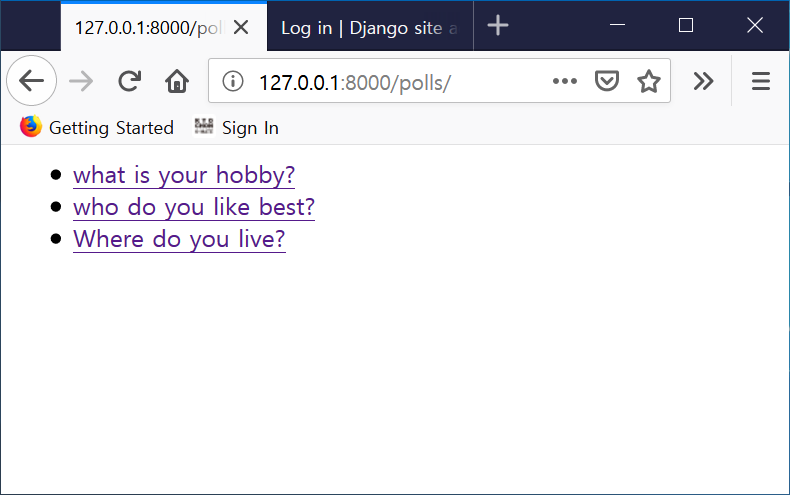 127.0.0.1:8000/pol
Log in | Django site a
127.0.0.1:8000/polls/
Getting Started
Sign In
what is your hobby?
who do you like best?
Where do you live?